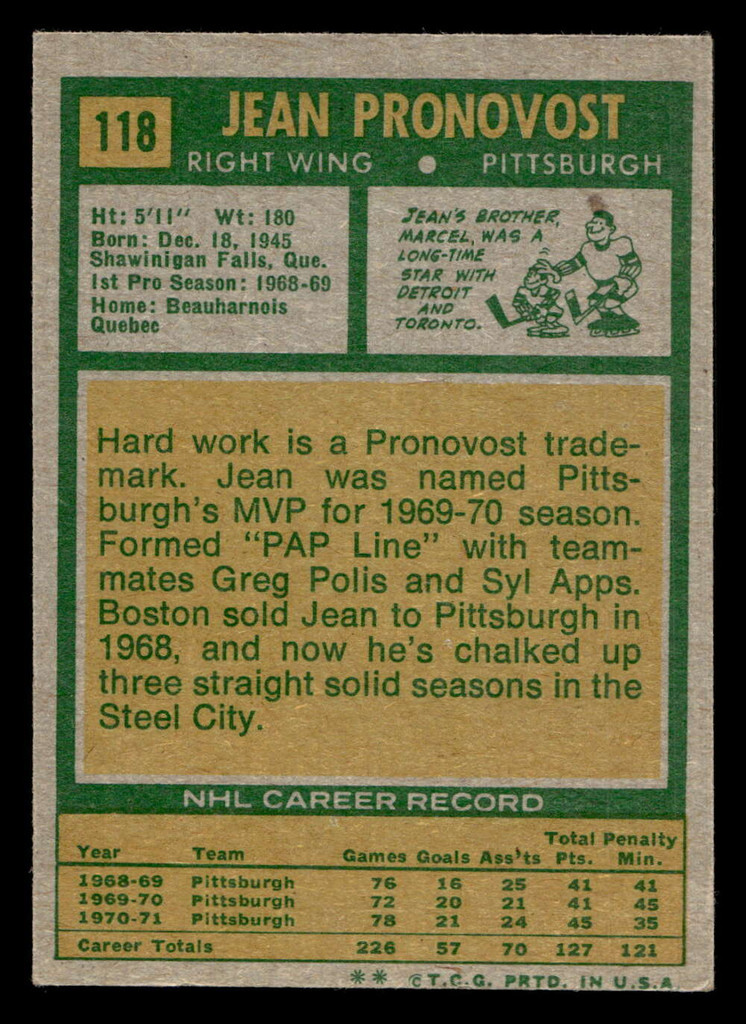 118
JEAN PRONOVOST
RIGHT WING ● PITTSBURGH
Ht: 5'11" Wt: 180
Born: Dec. 18, 1945
Shawinigan Falls, Que.
1st Pro Season: 1968-69
Home: Beauharnois
Quebec
JEAN'S BROTHER,
MARCEL, WAS A
LONG-TIME
STAR WITH
DETROIT
AND
TORONTO.
Hard work is a Pronovost trade-
mark. Jean was named Pitts-
burgh's MVP for 1969-70 season.
Formed "PAP Line" with team-
mates Greg Polis and Syl Apps.
Boston sold Jean to Pittsburgh in
1968, and now he's chalked up
three straight solid seasons in the
Steel City.
NHL CAREER RECORD
Total Penalty
Year Team Games Goals Ass'ts Pts. Min.
1968-69 Pittsburgh 76 16 25 41 41
1969-70 Pittsburgh 72 20 21 41 45
1970-71 Pittsburgh 78 21 24 45 35
Career Totals 226 57 70 127 121
** ©T.C.G. PRTD. IN U.S.A.